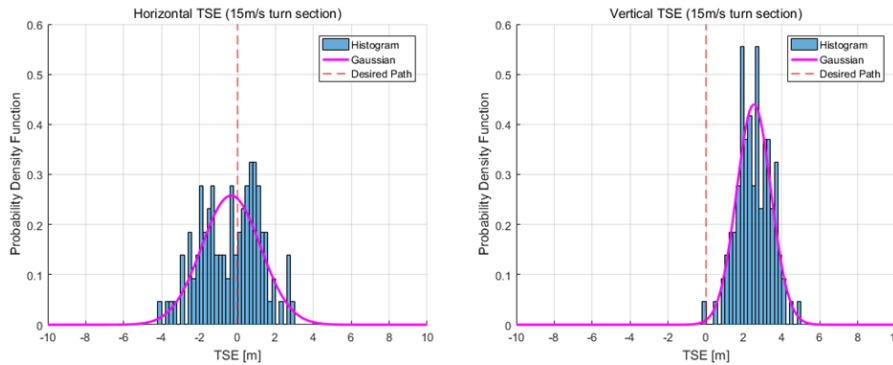 Horizontal TSE (15m/s turn section)
Probability Density Function
0.6
0.5
0.4
0.3
0.2
0.1
0
-10
-8
-6
-4
-2
0
2
4
6
8
10
TSE [m]
Histogram
Gaussian
Desired Path
Vertical TSE (15m/s turn section)
Probability Density Function
0.6
0.5
0.4
0.3
0.2
0.1
0
-10
-8
-6
-4
-2
0
2
4
6
8
TSE [m]
Histogram
Gaussian
Desired Path